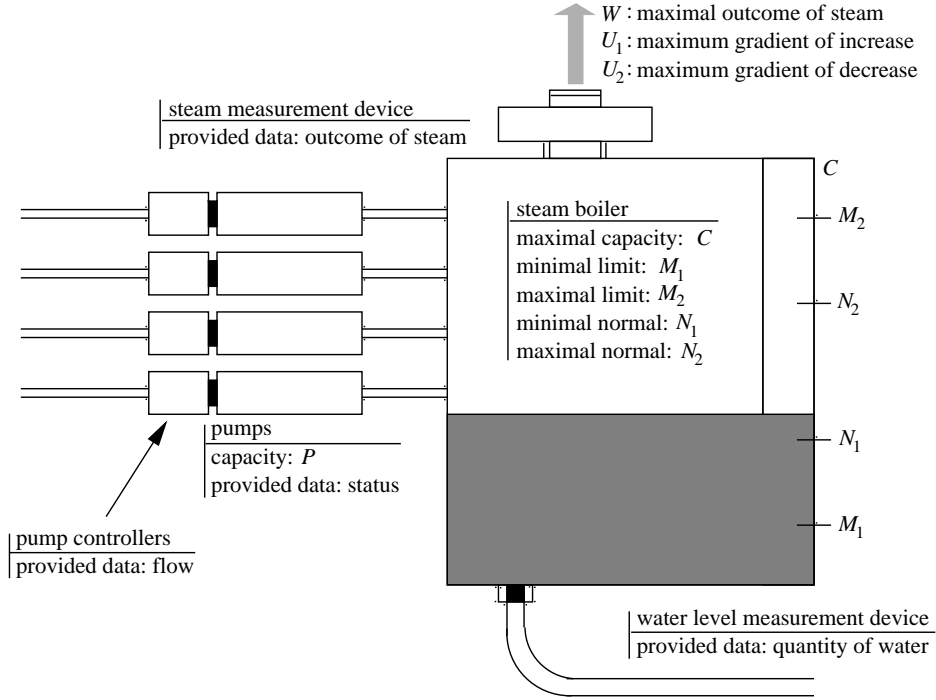 W : maximal outcome of steam
U1 : maximum gradient of increase
U2 : maximum gradient of decrease
steam measurement device
provided data: outcome of steam
C
M2
N2
N1
M1
steam boiler
maximal capacity: C
minimal limit: M1
maximal limit: M2
minimal normal: N1
maximal normal: N2
pumps
capacity: P
provided data: status
pump controllers
provided data: flow
water level measurement device
provided data: quantity of water